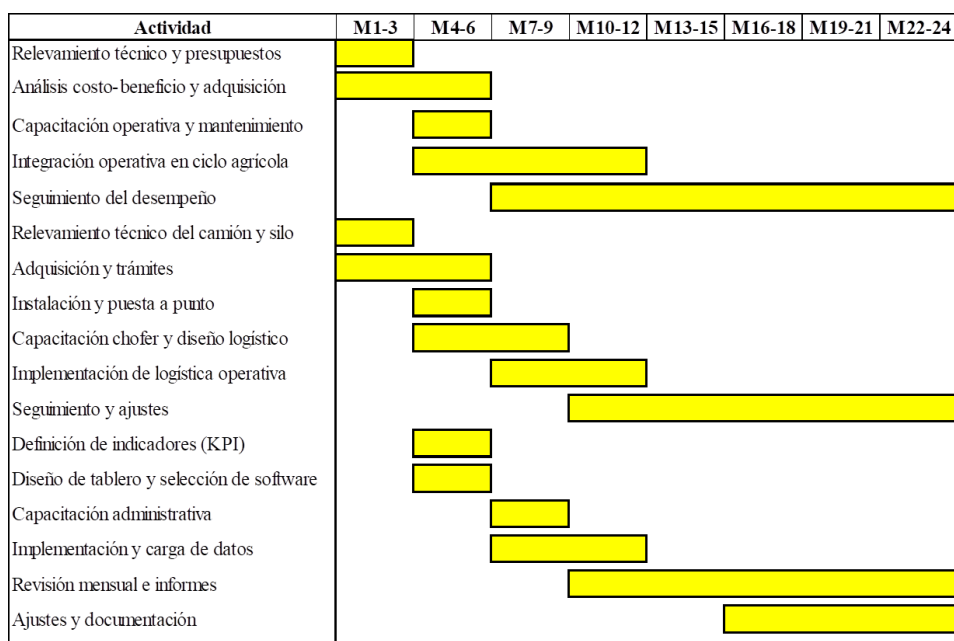 Actividad M1-3 M4-6 M7-9 M10-12 M13-15 M16-18 M19-21 M22-24
Relevamiento técnico y presupuestos
Análisis costo-beneficio y adquisición
Capacitación operativa y mantenimiento
Integración operativa en ciclo agrícola
Seguimiento del desempeño
Relevamiento técnico del camión y silo
Adquisición y trámites
Instalación y puesta a punto
Capacitación chofer y diseño logístico
Implementación de logística operativa
Seguimiento y ajustes
Definición de indicadores (KPI)
Diseño de tablero y selección de software
Capacitación administrativa
Implementación y carga de datos
Revisión mensual e informes
Ajustes y documentación